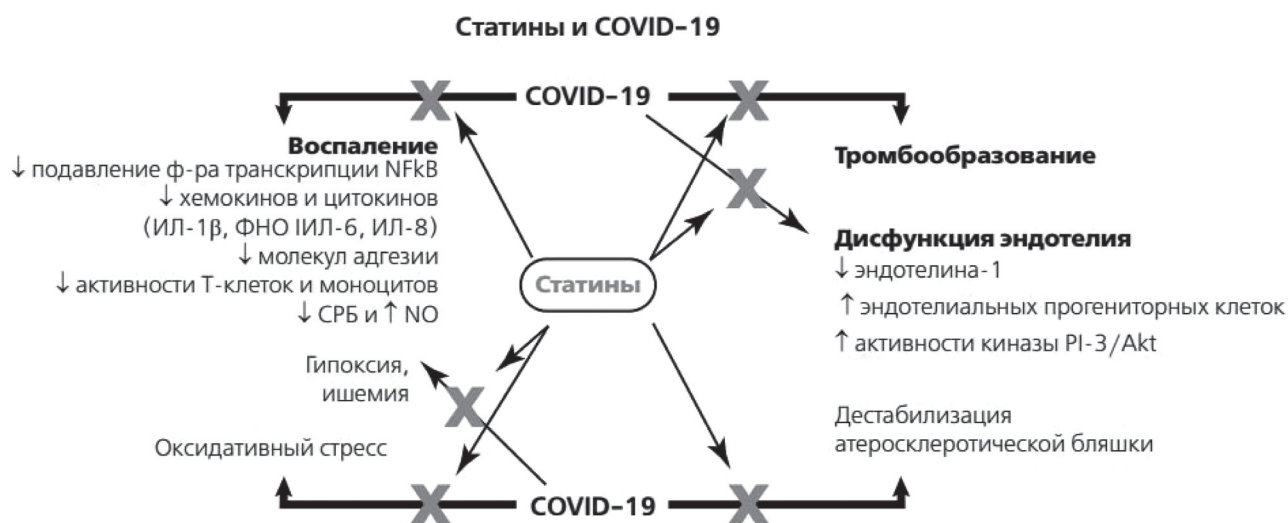 Статины и COVID-19
COVID-19
Воспаление
↓ подавление ф-ра транскрипции NFkB
↓ хемокинов и цитокинов
(ИЛ-1β, ФНО IИЛ-6, ИЛ-8)
↓ молекул адгезии
↓ активности Т-клеток и моноцитов
↓ СРБ и ↑ NO
Тромбообразование
Дисфункция эндотелия
↓ эндотелина-1
↑ эндотелиальных прогениторных клеток
↑ активности киназы PI-3/Akt
Статины
Гипоксия,
ишемия
Оксидативный стресс
Дестабилизация
атеросклеротической бляшки
COVID-19